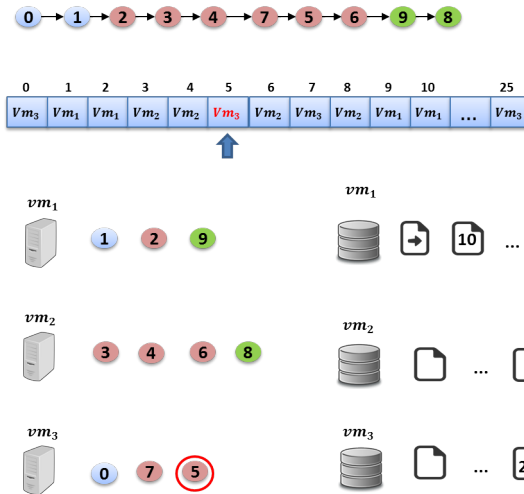 0 1 2 3 4 7 5 6 9 8
0 1 2 3 4 5 6 7 8 9 10 25
Vm₃ Vm₁ Vm₁ Vm₂ Vm₂ Vm₃ Vm₂ Vm₃ Vm₂ Vm₁ Vm₁ ... Vm₃
vm₁ vm₁
1 2 9 10 ...
vm₂ vm₂
3 4 6 8 ...
vm₃ vm₃
0 7 5 ... 2